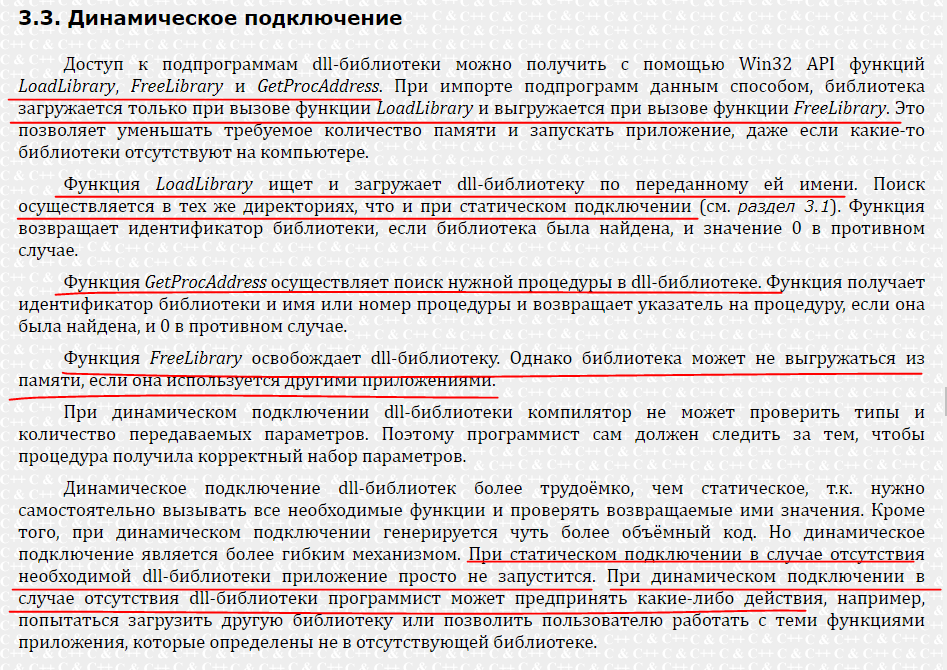 3.3. Динамическое подключение
Доступ к подпрограммам dll-библиотеки можно получить с помощью Win32 API функций
LoadLibrary, FreeLibrary и GetProcAddress. При импорте подпрограмм данным способом, библиотека
загружается только при вызове функции LoadLibrary и выгружается при вызове функции FreeLibrary. Это
позволяет уменьшать требуемое количество памяти и запускать приложение, даже если какие-то
библиотеки отсутствуют на компьютере.
Функция LoadLibrary ищет и загружает dll-библиотеку по переданному ей имени. Поиск
осуществляется в тех же директориях, что и при статическом подключении (см. раздел 3.1). Функция
возвращает идентификатор библиотеки, если библиотека была найдена, и значение 0 в противном
случае.
Функция GetProcAddress осуществляет поиск нужной процедуры в dll-библиотеке. Функция получает
идентификатор библиотеки и имя или номер процедуры и возвращает указатель на процедуру, если она
была найдена, и 0 в противном случае.
Функция FreeLibrary освобождает dll-библиотеку. Однако библиотека может не выгружаться из
памяти, если она используется другими приложениями.
При динамическом подключении dll-библиотеки компилятор не может проверить типы и
количество передаваемых параметров. Поэтому программист сам должен следить за тем, чтобы
процедура получила корректный набор параметров.
Динамическое подключение dll-библиотек более трудоёмко, чем статическое, т.к. нужно
самостоятельно вызывать все необходимые функции и проверять возвращаемые ими значения. Кроме
того, при динамическом подключении генерируется чуть более объёмный код. Но динамическое
подключение является более гибким механизмом. При статическом подключении в случае отсутствия
необходимой dll-библиотеки приложение просто не запустится. При динамическом подключении в
случае отсутствия dll-библиотеки программист может предпринять какие-либо действия, например,
попытаться загрузить другую библиотеку или позволить пользователю работать с теми функциями
приложения, которые определены не в отсутствующей библиотеке.